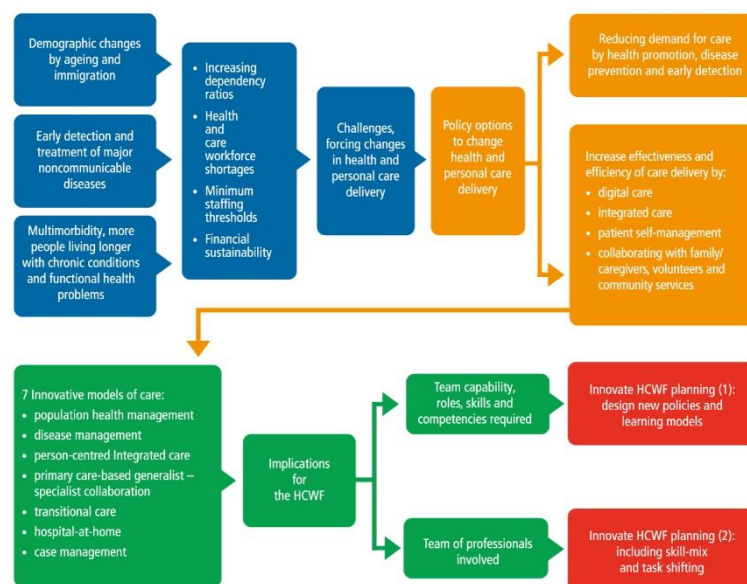 Demographic changes
by ageing and
immigration
Early detection and
treatment of major
noncommunicable
diseases
Multimorbidity, more
people living longer
with chronic conditions
and functional health
problems
• Increasing
dependency
ratios
• Health
and
care
workforce
shortages
• Minimum
staffing
thresholds
• Financial
sustainability
Challenges,
forcing changes
in health and
personal care
delivery
Policy options
to change
health and
personal care
delivery
Reducing demand for care
by health promotion, disease
prevention and early detection
Increase effectiveness and
efficiency of care delivery by:
• digital care
• integrated care
• patient self-management
• collaborating with family/
caregivers, volunteers and
community services
7 Innovative models of care:
• population health management
• disease management
• person-centred Integrated care
• primary care-based generalist –
specialist collaboration
• transitional care
• hospital-at-home
• case management
Implications
for
the HCWF
Team capability,
roles, skills and
competencies required
Innovate HCWF planning (1):
design new policies and
learning models
Team of professionals
involved
Innovate HCWF planning (2):
including skill-mix
and task shifting